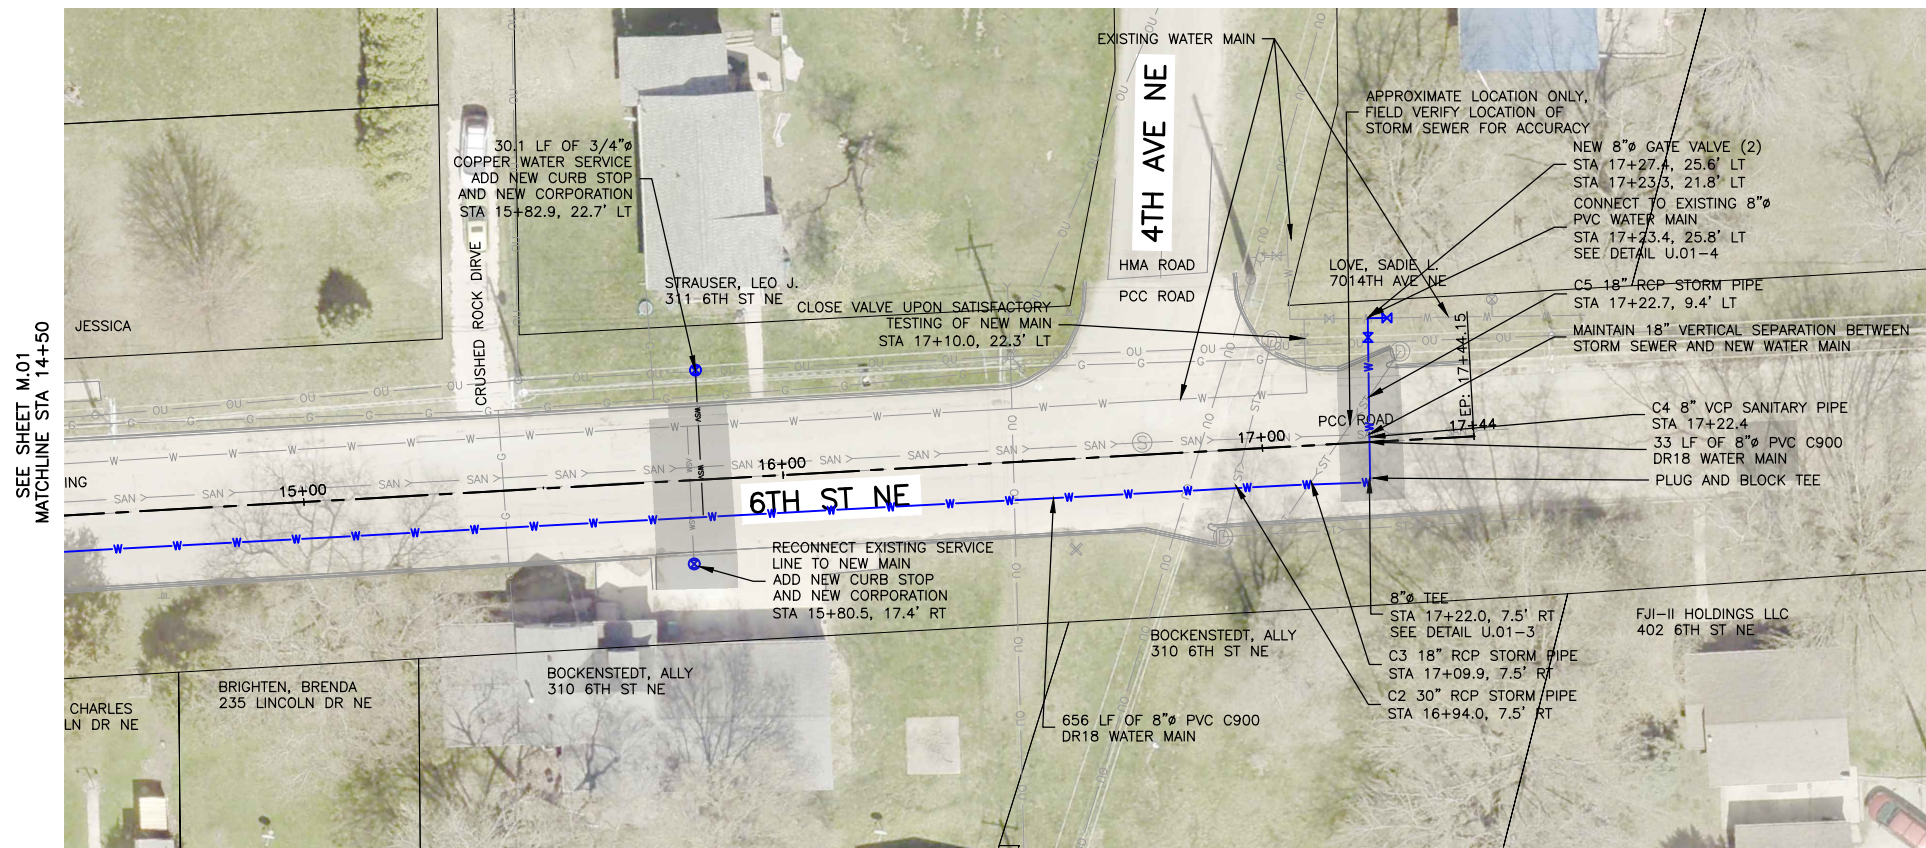 EXISTING WATER MAIN
4TH AVE NE
APPROXIMATE LOCATION ONLY,
FIELD VERIFY LOCATION OF
STORM SEWER FOR ACCURACY
30.1 LF OF 3/4"ø
COPPER WATER SERVICE
ADD NEW CURB STOP
AND NEW CORPORATION
STA 15+82.9, 22.7' LT
NEW 8"ø GATE VALVE (2)
STA 17+27.4, 25.6' LT
STA 17+23.3, 21.8' LT
CONNECT TO EXISTING 8"ø
PVC WATER MAIN
STA 17+23.4, 25.8' LT
SEE DETAIL U.01-4
CRUSHED ROCK DIRVE
HMA ROAD
PCC ROAD
LOVE, SADIE L.
7014TH AVE NE
STRAUSER, LEO J.
311 6TH ST NE
C5 18" RCP STORM PIPE
STA 17+22.7, 9.4' LT
CLOSE VALVE UPON SATISFACTORY
TESTING OF NEW MAIN
STA 17+10.0, 22.3' LT
JESSICA
MAINTAIN 18" VERTICAL SEPARATION BETWEEN
STORM SEWER AND NEW WATER MAIN
SEE SHEET M.01
MATCHLINE STA 14+50
EP: 17+44.15
PCC ROAD
17+44
17+00
16+00
15+00
ING
6TH ST NE
C4 8" VCP SANITARY PIPE
STA 17+22.4
33 LF OF 8"ø PVC C900
DR18 WATER MAIN
PLUG AND BLOCK TEE
RECONNECT EXISTING SERVICE
LINE TO NEW MAIN
ADD NEW CURB STOP
AND NEW CORPORATION
STA 15+80.5, 17.4' RT
8"ø TEE
STA 17+22.0, 7.5' RT
SEE DETAIL U.01-3
C3 18" RCP STORM PIPE
STA 17+09.9, 7.5' RT
C2 30" RCP STORM PIPE
STA 16+94.0, 7.5' RT
FJI-II HOLDINGS LLC
402 6TH ST NE
BOCKENSTEDT, ALLY
310 6TH ST NE
BOCKENSTEDT, ALLY
310 6TH ST NE
BRIGHTEN, BRENDA
235 LINCOLN DR NE
CHARLES
LN DR NE
656 LF OF 8"ø PVC C900
DR18 WATER MAIN